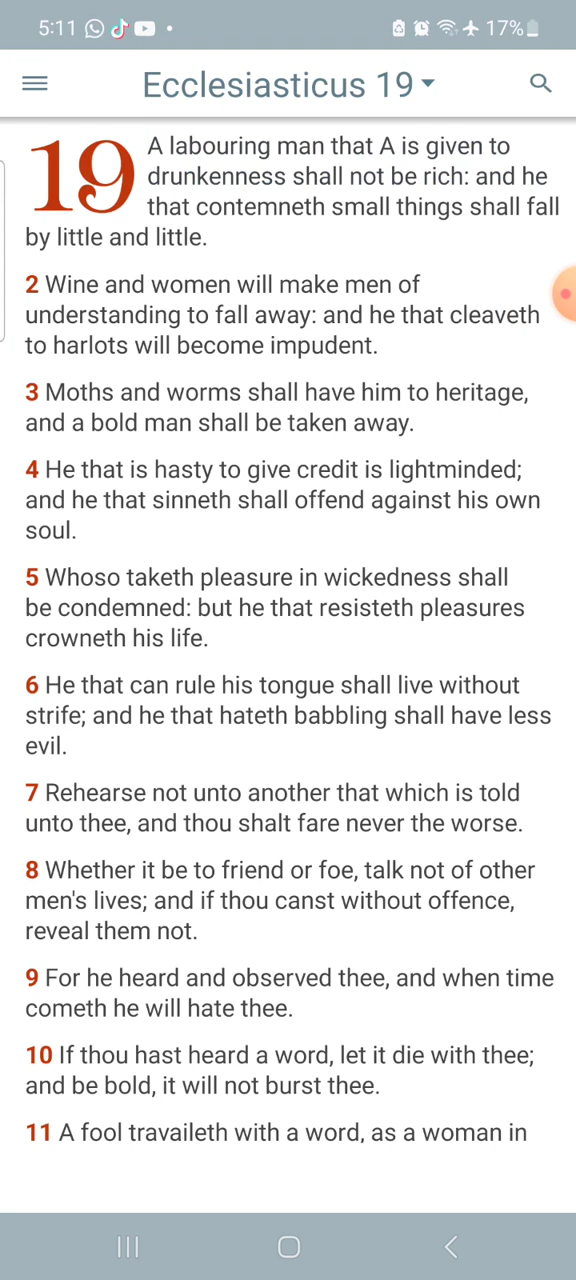 5:11
17%
Ecclesiasticus 19
19
A labouring man that A is given to
drunkenness shall not be rich: and he
that contemneth small things shall fall
by little and little.
2 Wine and women will make men of
understanding to fall away: and he that cleaveth
to harlots will become impudent.
3 Moths and worms shall have him to heritage,
and a bold man shall be taken away.
4 He that is hasty to give credit is lightminded;
and he that sinneth shall offend against his own
soul.
5 Whoso taketh pleasure in wickedness shall
be condemned: but he that resisteth pleasures
crowneth his life.
6 He that can rule his tongue shall live without
strife; and he that hateth babbling shall have less
evil.
7 Rehearse not unto another that which is told
unto thee, and thou shalt fare never the worse.
8 Whether it be to friend or foe, talk not of other
men's lives; and if thou canst without offence,
reveal them not.
9 For he heard and observed thee, and when time
cometh he will hate thee.
10 If thou hast heard a word, let it die with thee;
and be bold, it will not burst thee.
11 A fool travaileth with a word, as a woman in